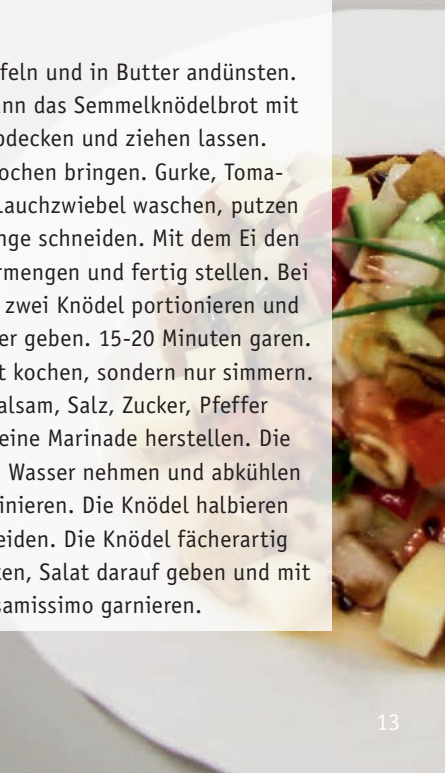 feln und in Butter andünsten.
ann das Semmelknödelbrot mit
bdecken und ziehen lassen.
ochen bringen. Gurke, Toma-
Lauchzwiebel waschen, putzen
nge schneiden. Mit dem Ei den
rmengen und fertig stellen. Bei
zwei Knödel portionieren und
er geben. 15-20 Minuten garen.
t kochen, sondern nur simmern.
alsam, Salz, Zucker, Pfeffer
eine Marinade herstellen. Die
Wasser nehmen und abkühlen
inieren. Die Knödel halbieren
eiden. Die Knödel fächerartig
ten, Salat darauf geben und mit
samissimo garnieren.
13